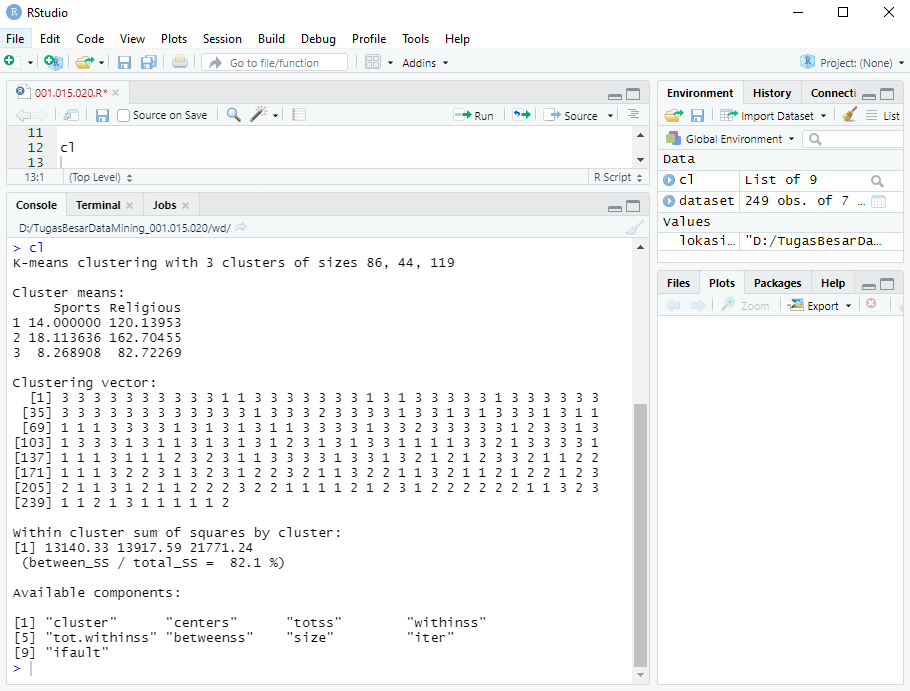 RStudio
File Edit Code View Plots Session Build Debug Profile Tools Help
Go to file/function Addins Project: (None)
001.015.020.R*
Source on Save Run Source
11
12 cl
13
13:1 (Top Level) R Script
Console Terminal Jobs
D:/TugasBesarDataMining_001.015.020/wd/
> cl
K-means clustering with 3 clusters of sizes 86, 44, 119
Cluster means:
Sports Religious
1 14.000000 120.13953
2 18.113636 162.70455
3 8.268908 82.72269
Clustering vector:
[1] 3 3 3 3 3 3 3 3 3 3 1 1 3 3 3 3 3 3 3 1 3 1 3 3 3 3 3 1 3 3 3 3 3 3
[35] 3 3 3 3 3 3 3 3 3 3 3 3 1 3 3 3 2 3 3 3 3 1 3 3 1 3 1 3 3 3 1 3 1 1
[69] 1 1 1 3 3 3 3 1 3 1 3 1 3 1 1 3 3 3 3 1 3 3 2 3 3 3 3 3 1 2 3 3 1 3
[103] 1 3 3 3 1 3 1 1 3 1 3 1 3 1 2 3 1 3 1 3 3 1 1 1 1 3 3 2 1 3 3 3 3 1
[137] 1 1 1 3 1 1 1 2 3 2 3 1 1 3 3 3 3 1 3 3 1 3 2 1 2 1 2 3 3 2 1 1 2 2
[171] 1 1 1 3 2 2 3 1 3 2 3 1 2 2 3 2 1 1 3 2 2 1 1 3 2 1 1 2 1 2 2 1 2 3
[205] 2 1 1 3 1 2 1 1 2 2 2 3 2 2 1 1 1 1 2 1 2 3 1 2 2 2 2 2 2 1 1 3 2 3
[239] 1 1 2 1 3 1 1 1 1 1 2
Within cluster sum of squares by cluster:
[1] 13140.33 13917.59 21771.24
(between_SS / total_SS = 82.1 %)
Available components:
[1] "cluster" "centers" "totss" "withinss"
[5] "tot.withinss" "betweenss" "size" "iter"
[9] "ifault"
>
Environment History Connecti
Import Dataset List
Global Environment
Data
cl List of 9
dataset 249 obs. of 7 …
Values
lokasi… "D:/TugasBesarDa…
Files Plots Packages Help
Zoom Export